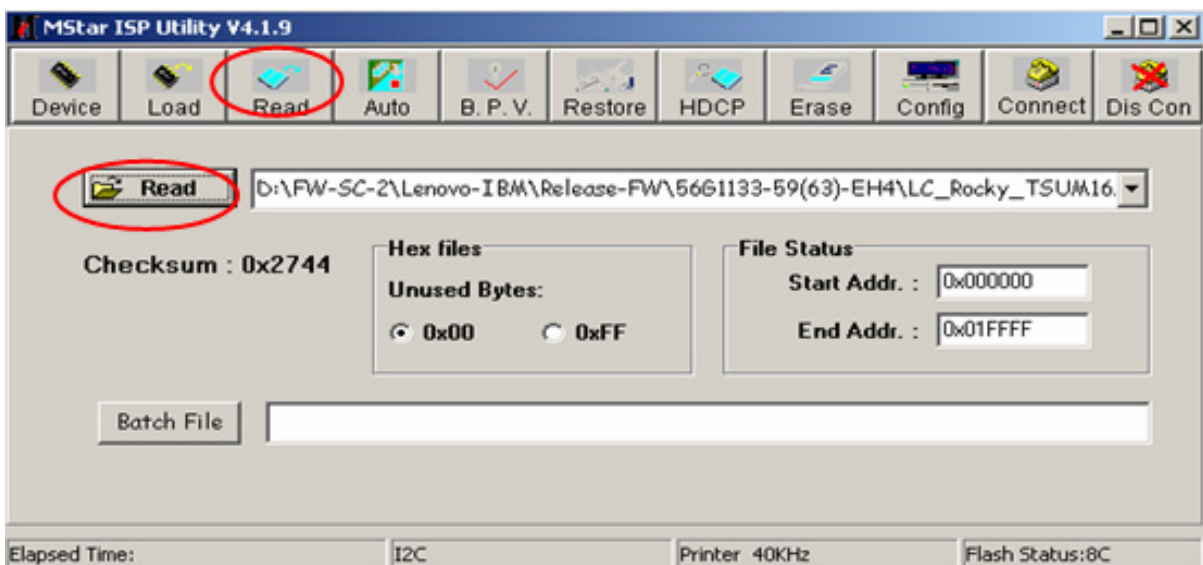 MStar ISP Utility V4.1.9
Device Load Read Auto B. P. V. Restore HDCP Erase Config Connect Dis Con
Read D:\FW-SC-2\Lenovo-IBM\Release-FW\56G1133-59(63)-EH4\LC_Rocky_TSUM16.
Checksum : 0x2744
Hex files
Unused Bytes:
0x00 0xFF
File Status
Start Addr. : 0x000000
End Addr. : 0x01FFFF
Batch File
Elapsed Time: I2C Printer 40KHz Flash Status:8C